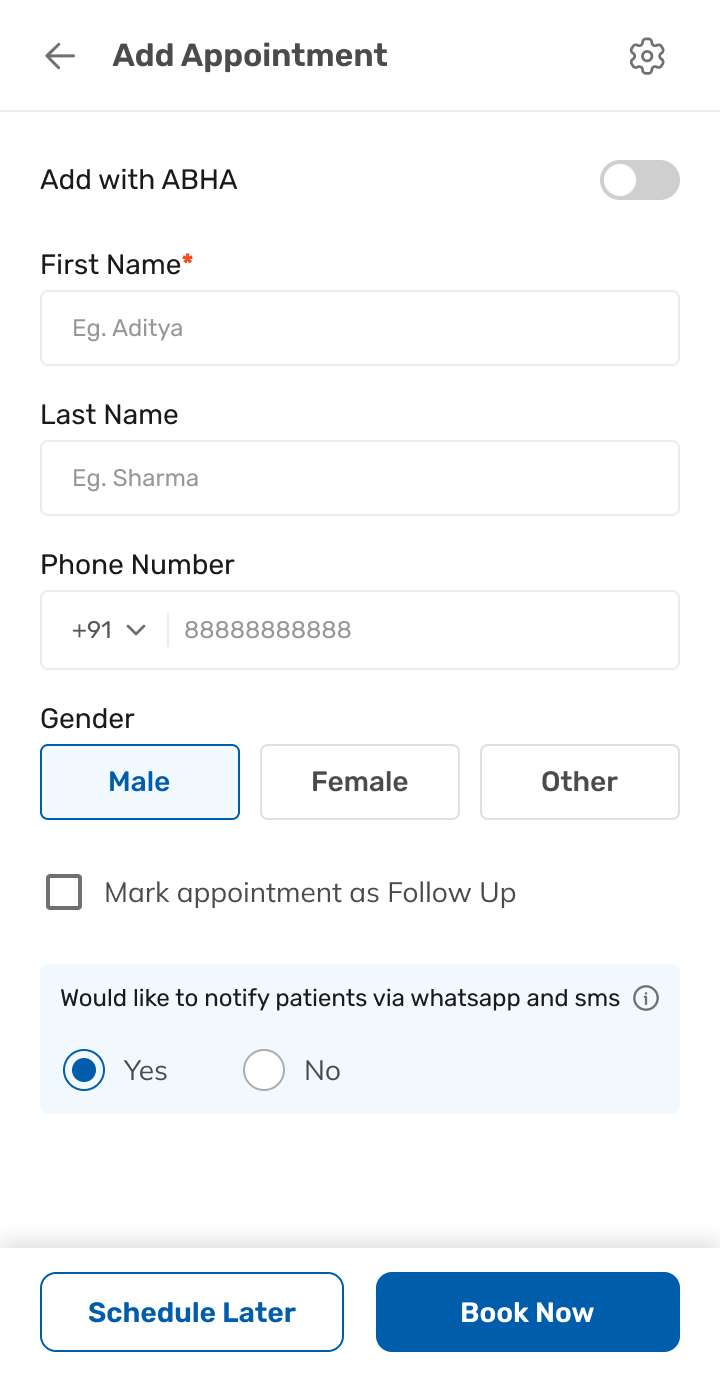 Add Appointment
Add with ABHA
First Name*
Eg. Aditya
Last Name
Eg. Sharma
Phone Number
+91 88888888888
Gender
Male Female Other
Mark appointment as Follow Up
Would like to notify patients via whatsapp and sms
Yes No
Schedule Later Book Now